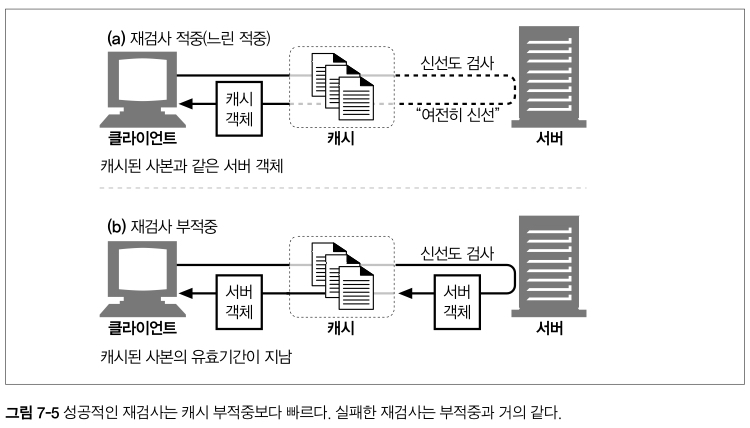 (a) 재검사 적중(느린 적중)
신선도 검사
캐시
객체
“여전히 신선”
클라이언트
캐시
서버
캐시된 사본과 같은 서버 객체
(b) 재검사 부적중
신선도 검사
서버
객체
서버
객체
클라이언트
캐시
서버
캐시된 사본의 유효기간이 지남
그림 7-5 성공적인 재검사는 캐시 부적중보다 빠르다. 실패한 재검사는 부적중과 거의 같다.